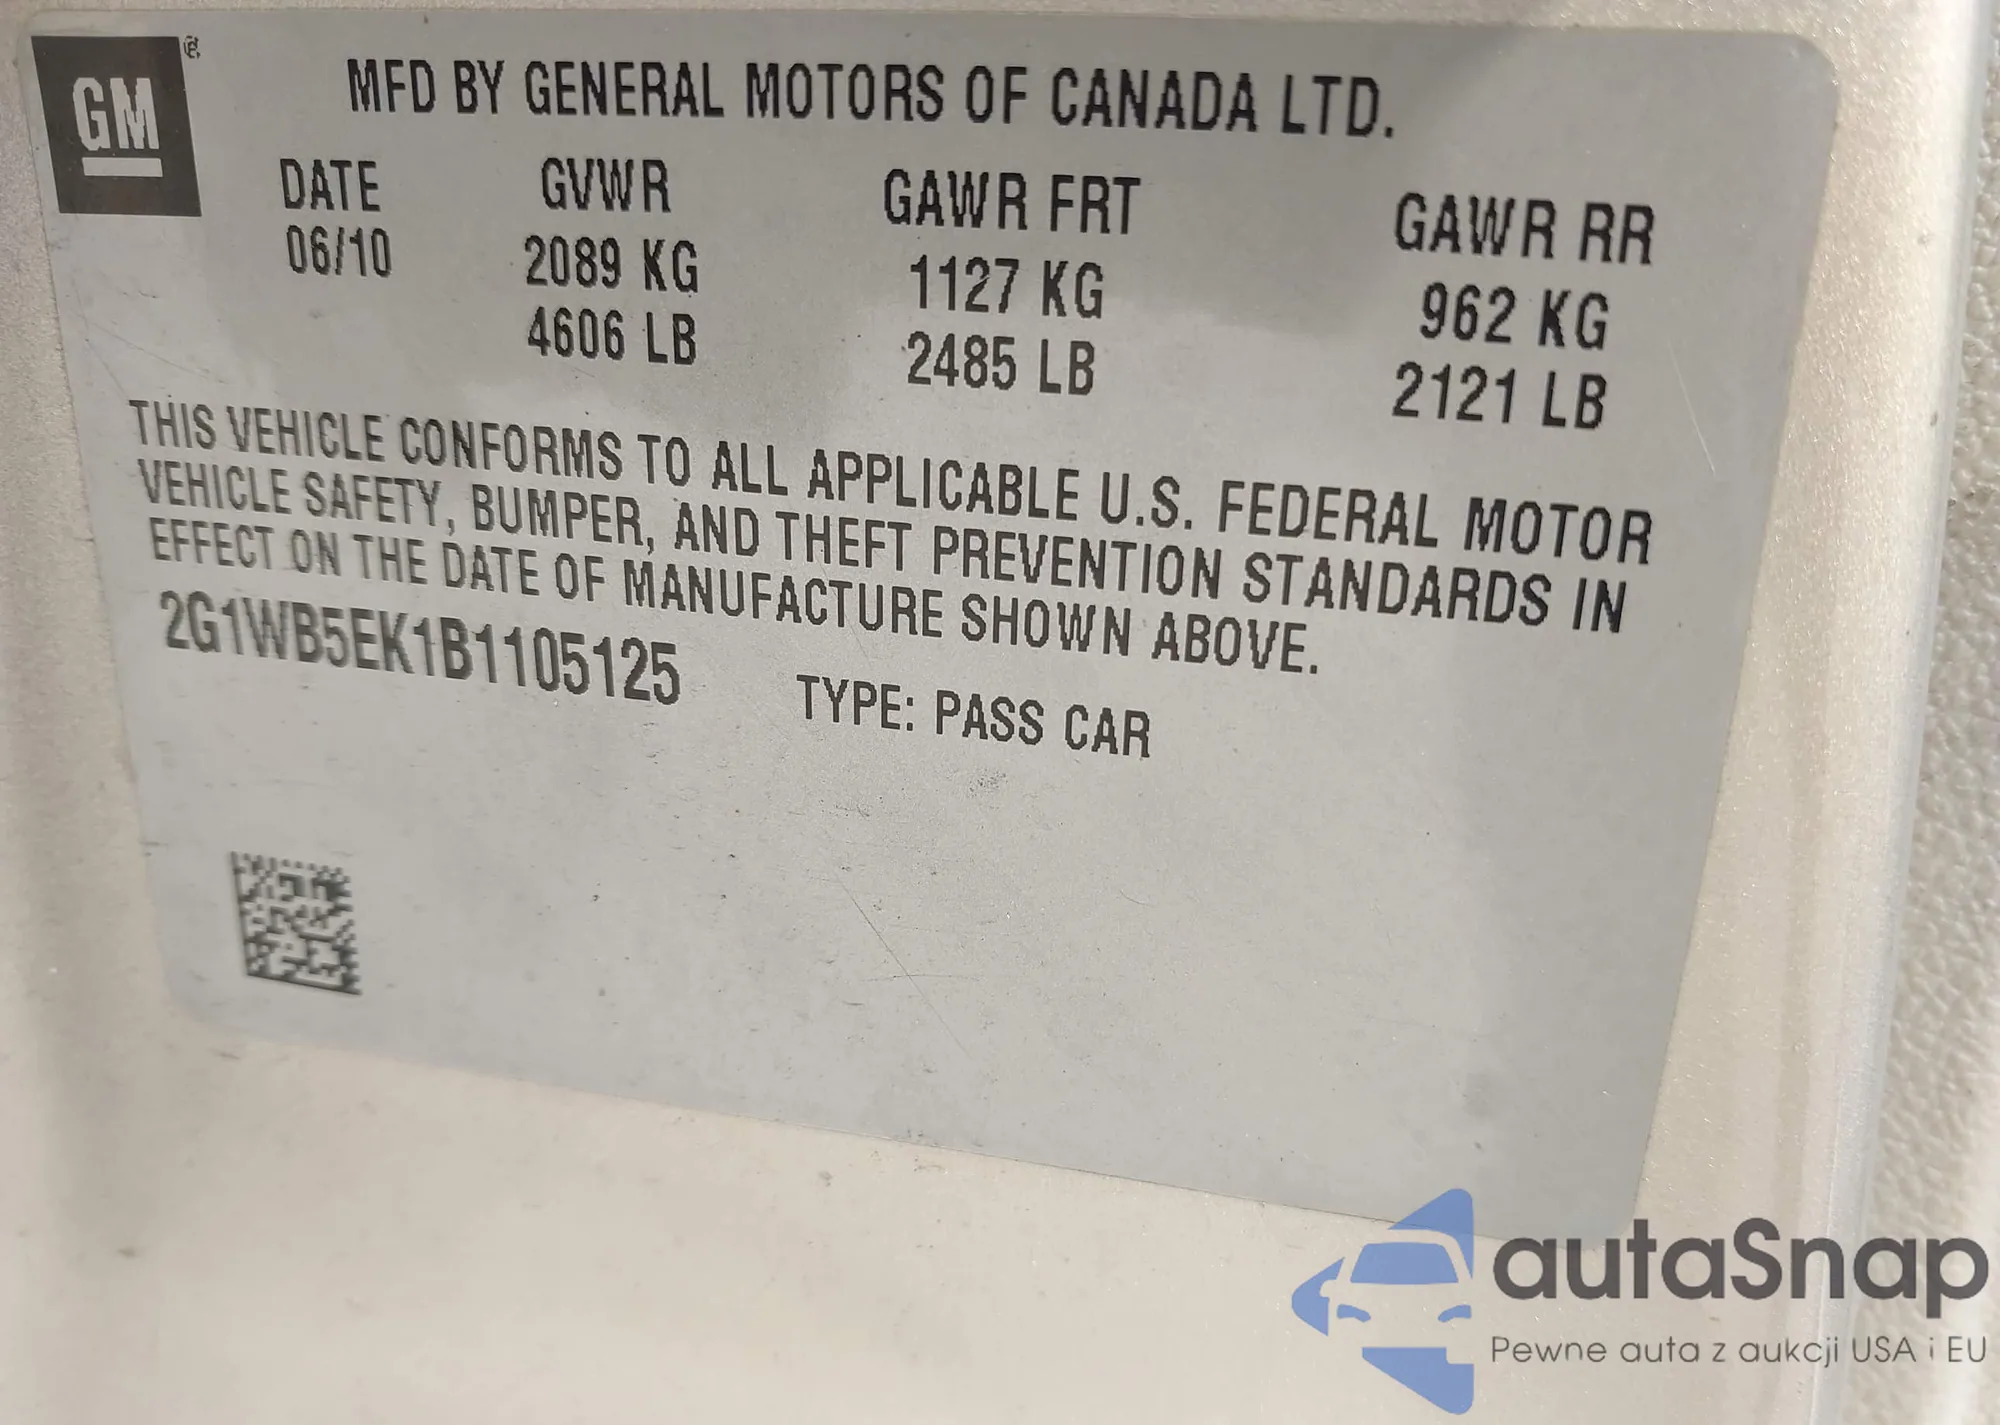 GM
MFD BY GENERAL MOTORS OF CANADA LTD.
DATE GVWR GAWR FRT GAWR RR
06/10 2089 KG 1127 KG 962 KG
4606 LB 2485 LB 2121 LB
THIS VEHICLE CONFORMS TO ALL APPLICABLE U.S. FEDERAL MOTOR
VEHICLE SAFETY, BUMPER, AND THEFT PREVENTION STANDARDS IN
EFFECT ON THE DATE OF MANUFACTURE SHOWN ABOVE.
2G1WB5EK1B1105125 TYPE: PASS CAR
autaSnap
Pewne auta z aukcji USA i EU